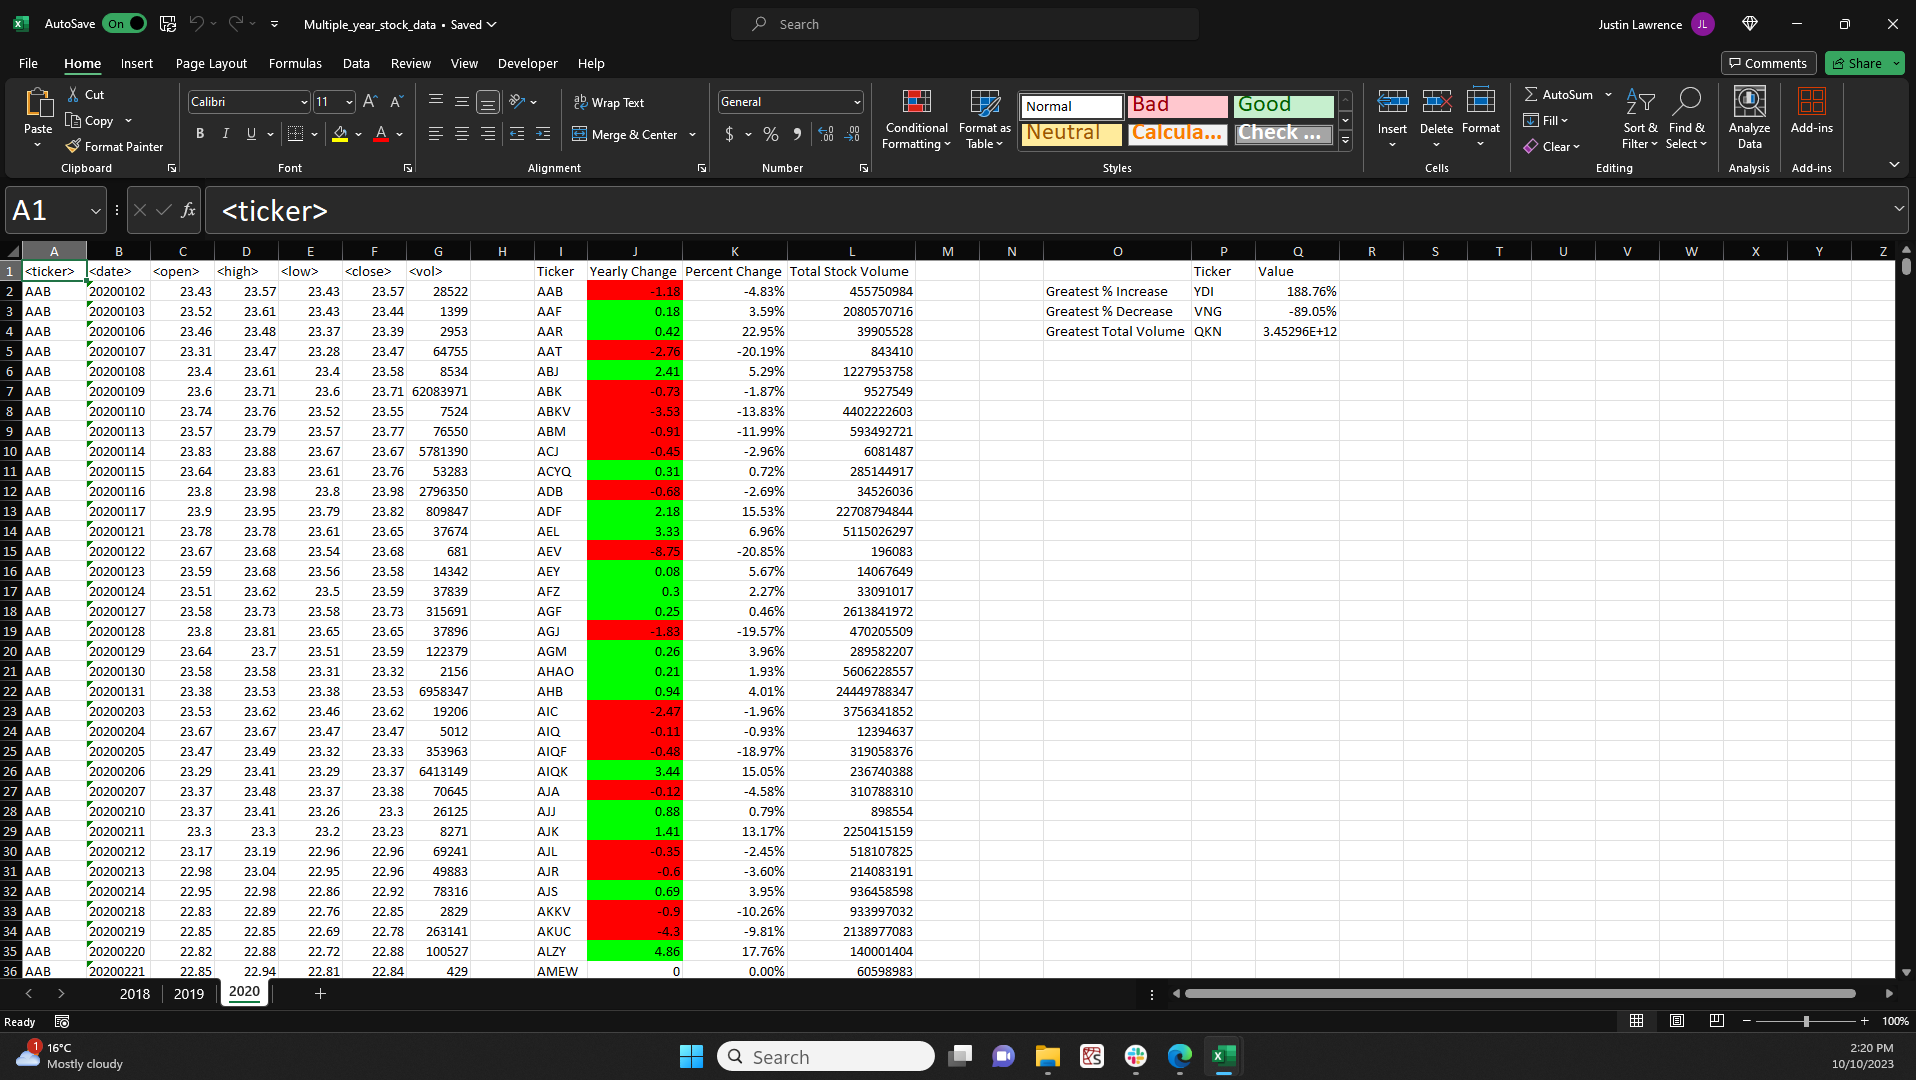 AutoSave On Multiple_year_stock_data • Saved Search Justin Lawrence JL
File Home Insert Page Layout Formulas Data Review View Developer Help Comments Share
Paste Cut Copy Format Painter Clipboard
Calibri 11 B I U A A A Font
Wrap Text Merge & Center Alignment
General $ % Number
Conditional Formatting Format as Table
Normal Bad Good
Neutral Calcula... Check ...
Styles
Insert Delete Format Cells
AutoSum Fill Clear Sort & Filter Find & Select Editing
Analyze Data Analysis
Add-ins Add-ins
A1 fx <ticker>
A B C D E F G H I J K L M N O P Q R S T U V W X Y Z
1 <ticker> <date> <open> <high> <low> <close> <vol> Ticker Yearly Change Percent Change Total Stock Volume Ticker Value
2 AAB 20200102 23.43 23.57 23.43 23.57 28522 AAB -1.18 -4.83% 455750984 Greatest % Increase YDI 188.76%
3 AAB 20200103 23.52 23.61 23.43 23.44 1399 AAF 0.18 3.59% 2080570716 Greatest % Decrease VNG -89.05%
4 AAB 20200106 23.46 23.48 23.37 23.39 2953 AAR 0.42 22.95% 39905528 Greatest Total Volume QKN 3.45296E+12
5 AAB 20200107 23.31 23.47 23.28 23.47 64755 AAT -2.76 -20.19% 843410
6 AAB 20200108 23.4 23.61 23.4 23.58 8534 ABJ 2.41 5.29% 1227953758
7 AAB 20200109 23.6 23.71 23.6 23.71 62083971 ABK -0.73 -1.87% 9527549
8 AAB 20200110 23.74 23.76 23.52 23.55 7524 ABKV -3.53 -13.83% 4402222603
9 AAB 20200113 23.57 23.79 23.57 23.77 76550 ABM -0.91 -11.99% 593492721
10 AAB 20200114 23.83 23.88 23.67 23.67 5781390 ACJ -0.45 -2.96% 6081487
11 AAB 20200115 23.64 23.83 23.61 23.76 53283 ACYQ 0.31 0.72% 285144917
12 AAB 20200116 23.8 23.98 23.8 23.98 2796350 ADB -0.68 -2.69% 34526036
13 AAB 20200117 23.9 23.95 23.79 23.82 809847 ADF 2.18 15.53% 22708794844
14 AAB 20200121 23.78 23.78 23.61 23.65 37674 AEL 3.33 6.96% 5115026297
15 AAB 20200122 23.67 23.68 23.54 23.68 681 AEV -8.75 -20.85% 196083
16 AAB 20200123 23.59 23.68 23.56 23.58 14342 AEY 0.08 5.67% 14067649
17 AAB 20200124 23.51 23.62 23.5 23.59 37839 AFZ 0.3 2.27% 33091017
18 AAB 20200127 23.58 23.73 23.58 23.73 315691 AGF 0.25 0.46% 2613841972
19 AAB 20200128 23.8 23.81 23.65 23.65 37896 AGJ -1.83 -19.57% 470205509
20 AAB 20200129 23.64 23.7 23.51 23.59 122379 AGM 0.26 3.96% 289582207
21 AAB 20200130 23.58 23.58 23.31 23.32 2156 AHAO 0.21 1.93% 5606228557
22 AAB 20200131 23.38 23.53 23.38 23.53 6958347 AHB 0.94 4.01% 24449788347
23 AAB 20200203 23.53 23.62 23.46 23.62 19206 AIC -2.47 -1.96% 3756341852
24 AAB 20200204 23.67 23.67 23.47 23.47 5012 AIQ -0.11 -0.93% 12394637
25 AAB 20200205 23.47 23.49 23.32 23.33 353963 AIQF -0.48 -18.97% 319058376
26 AAB 20200206 23.29 23.41 23.29 23.37 6413149 AIQK 3.44 15.05% 236740388
27 AAB 20200207 23.37 23.48 23.37 23.38 70645 AJA -0.12 -4.58% 310788310
28 AAB 20200210 23.37 23.41 23.26 23.3 26125 AJJ 0.88 0.79% 898554
29 AAB 20200211 23.3 23.3 23.2 23.23 8271 AJK 1.41 13.17% 2250415159
30 AAB 20200212 23.17 23.19 22.96 22.96 69241 AJL -0.35 -2.45% 518107825
31 AAB 20200213 22.98 23.04 22.95 22.96 49883 AJR -0.6 -3.60% 214083191
32 AAB 20200214 22.95 22.98 22.86 22.92 78316 AJS 0.69 3.95% 936458598
33 AAB 20200218 22.83 22.89 22.76 22.85 2829 AKKV -0.9 -10.26% 933997032
34 AAB 20200219 22.85 22.85 22.69 22.78 263141 AKUC -4.3 -9.81% 2138977083
35 AAB 20200220 22.82 22.88 22.72 22.88 100527 ALZY 4.86 17.76% 140001404
36 AAB 20200221 22.85 22.94 22.81 22.84 429 AMEW 0 0.00% 60598983
2018 2019 2020
Ready 100%
1 16°C
Mostly cloudy
Search
2:20 PM
10/10/2023